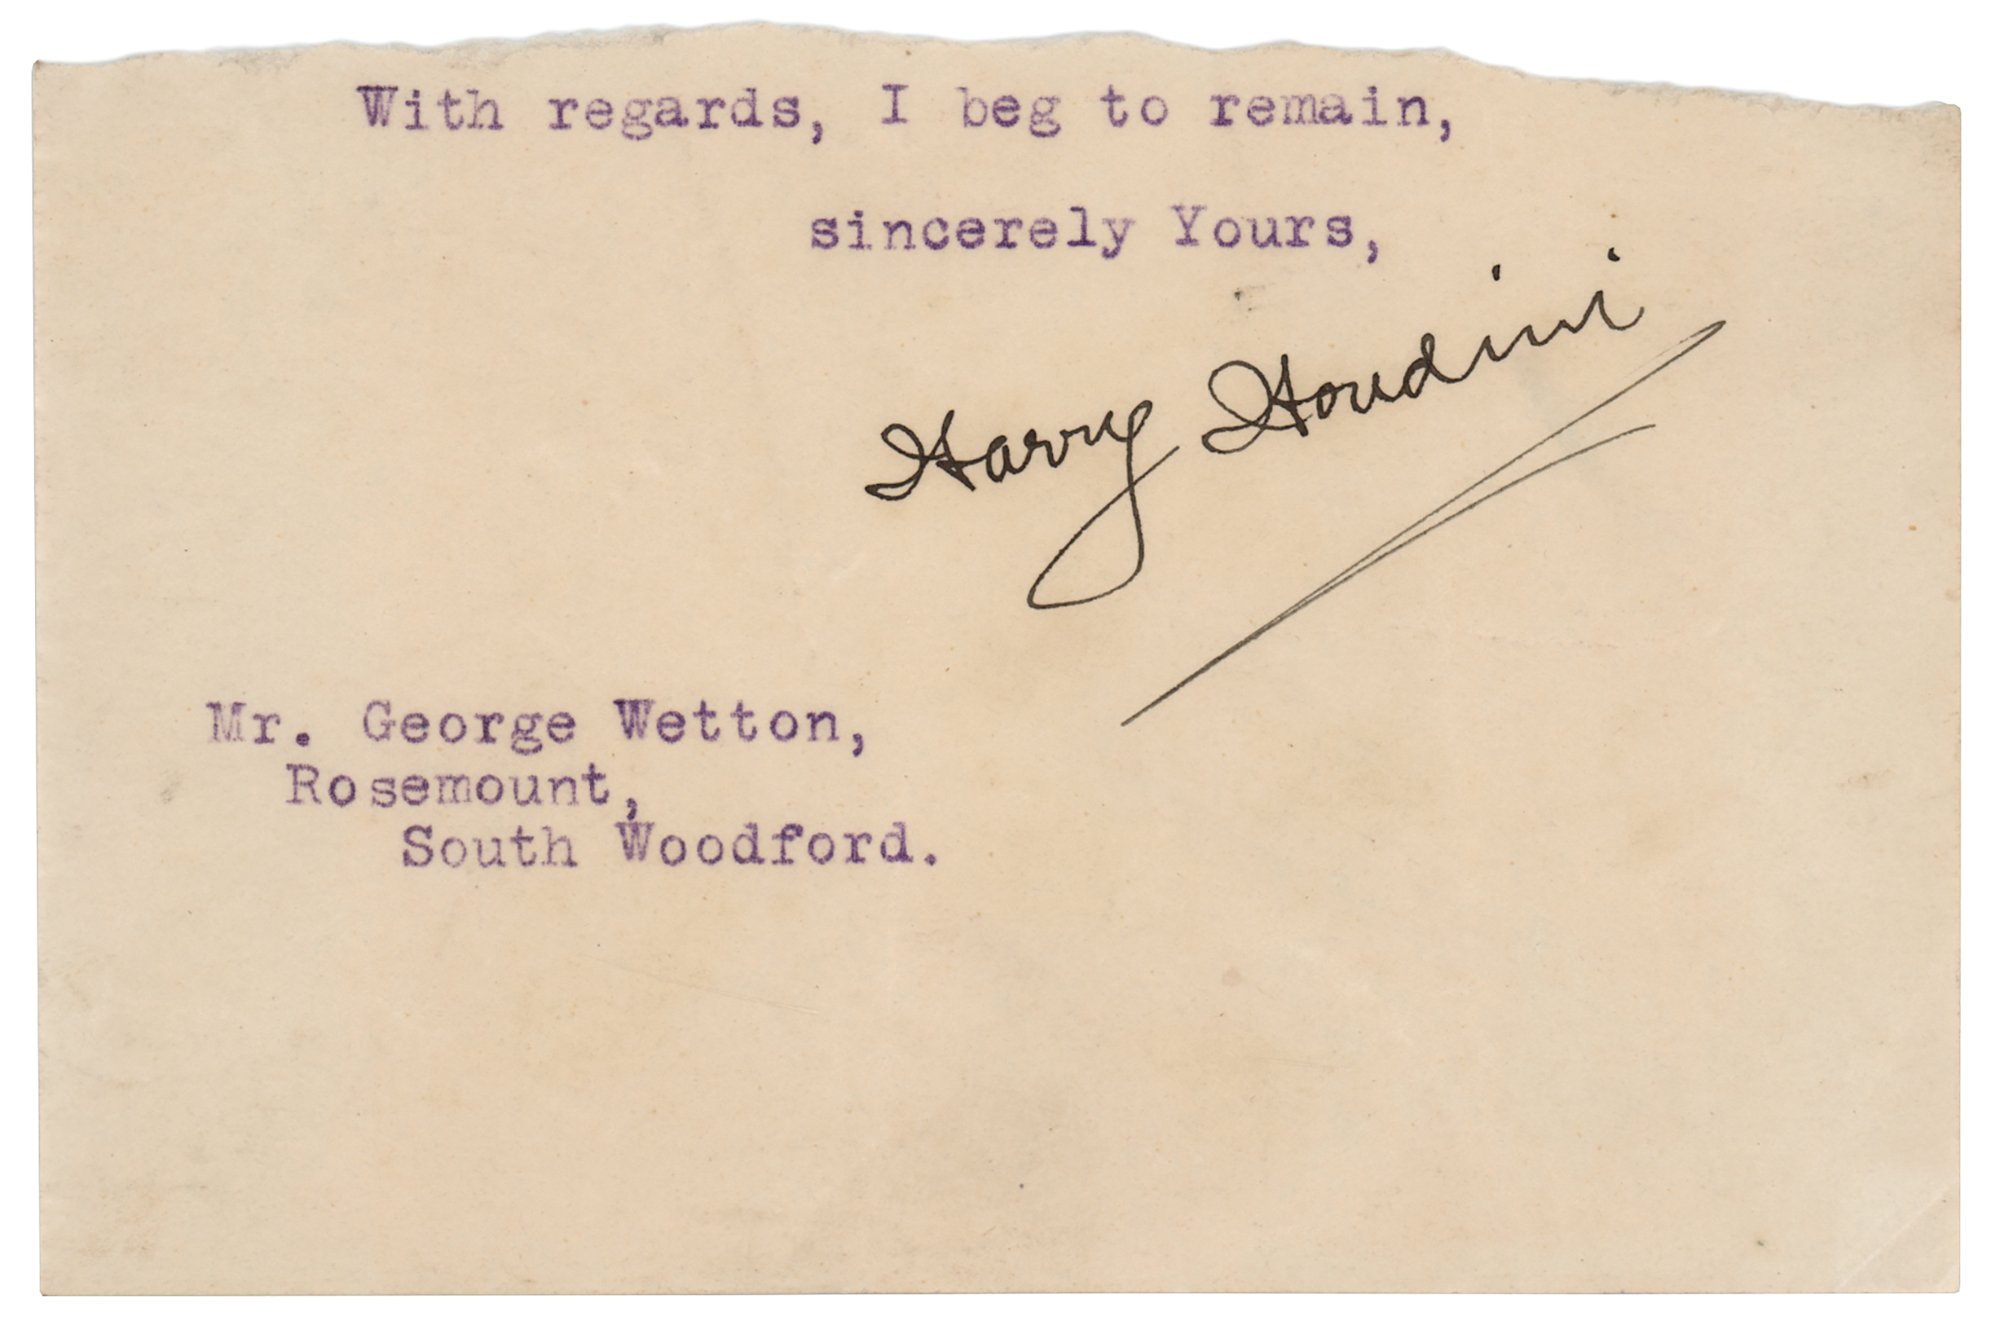 With regards, I beg to remain,
sincerely Yours,
Harry Houdini
Mr. George Wetton,
Rosemount,
South Woodford.